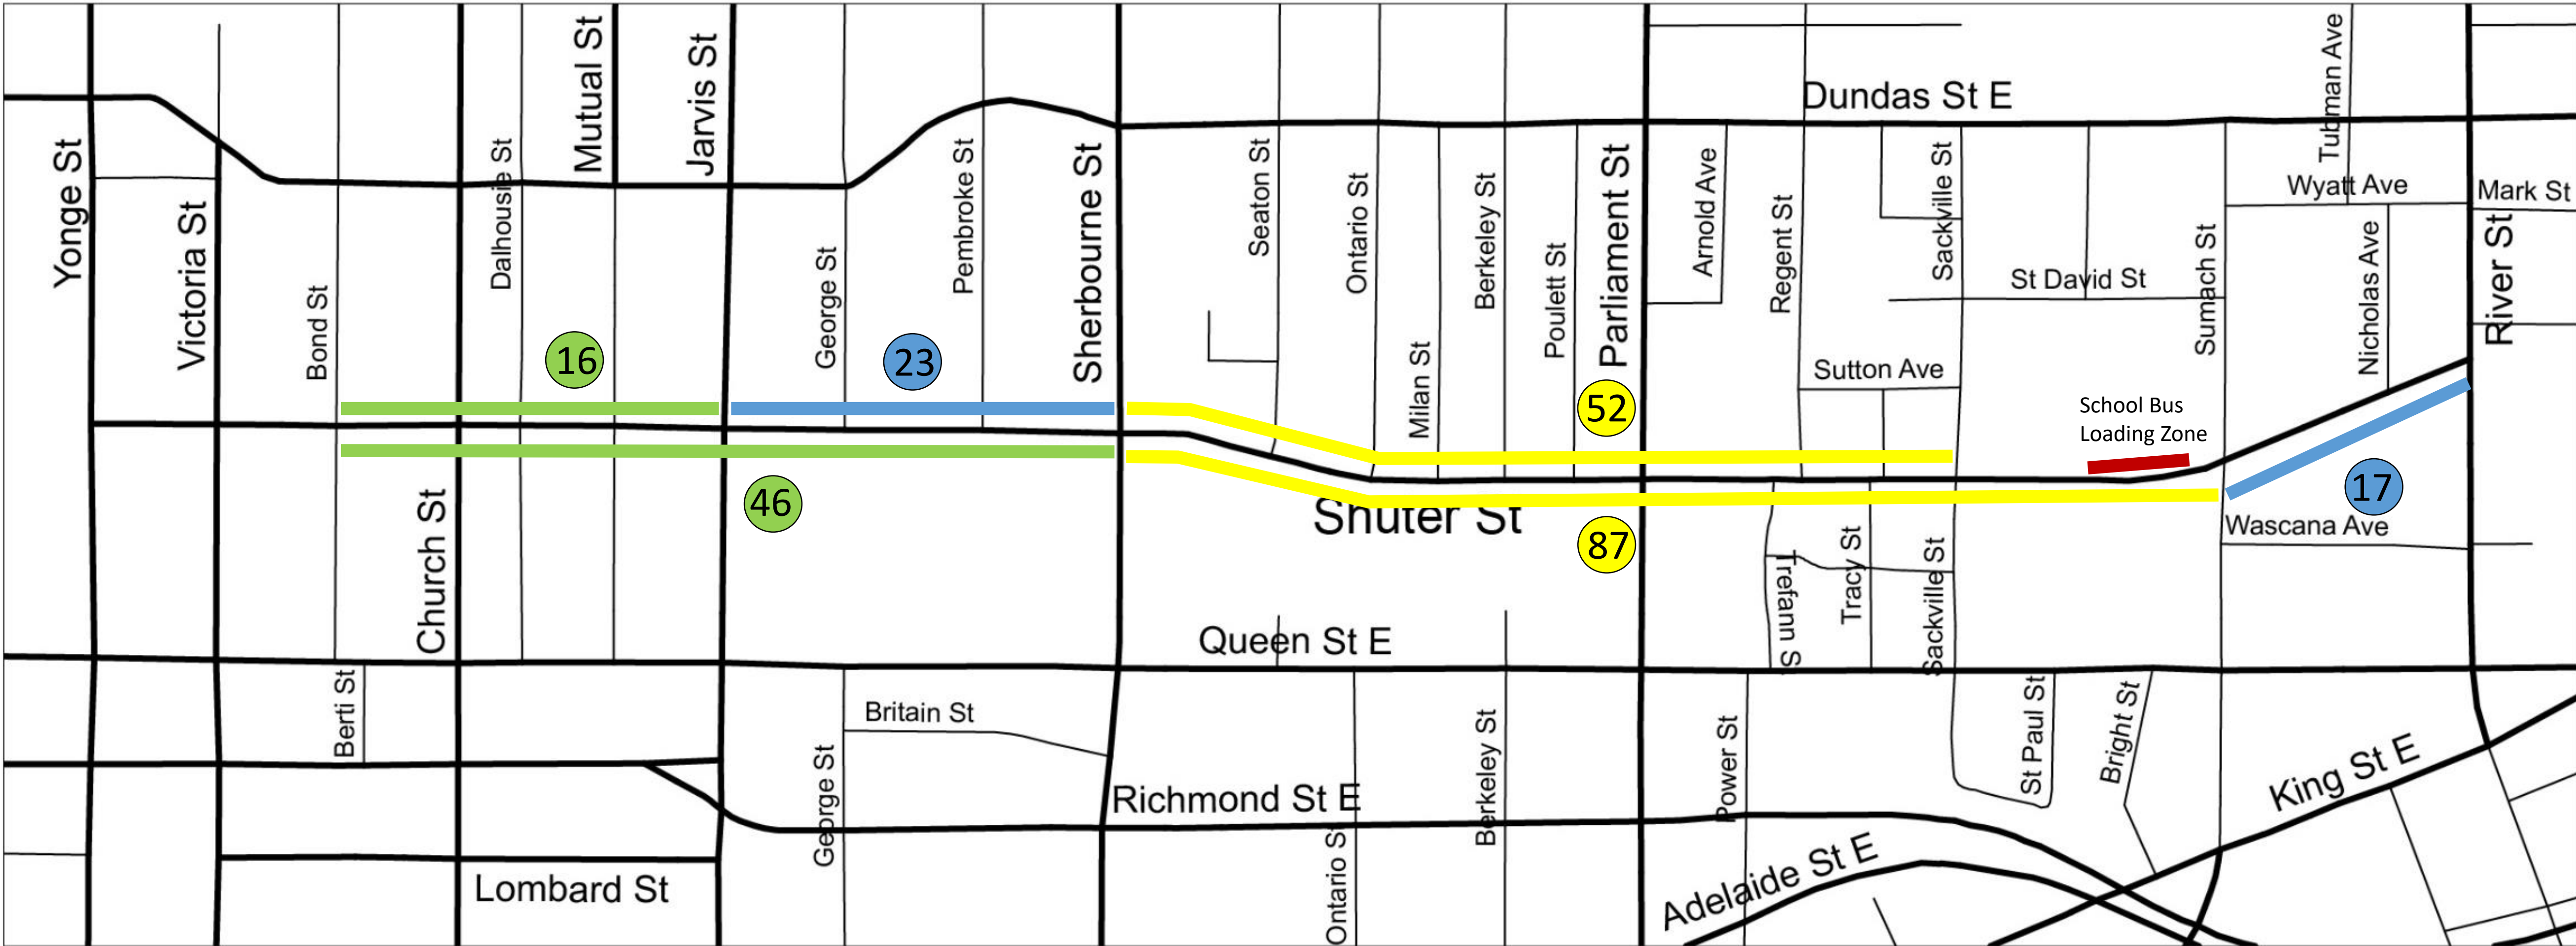 Yonge St
Victoria St
Bond St
Church St
Dalhousie St
Mutual St
Jarvis St
George St
Pembroke St
Sherbourne St
Seaton St
Ontario St
Milan St
Berkeley St
Poulett St
Parliament St
Arnold Ave
Regent St
Dundas St E
Sackville St
St David St
Sumach St
Tubman Ave
Wyatt Ave
Nicholas Ave
River St
Mark St
Sutton Ave
School Bus
Loading Zone
16
23
52
46
87
17
Shuter St
Wascana Ave
Trefann S
Tracy St
Sackville St
Queen St E
Berti St
Britain St
George St
Richmond St E
Ontario S
Berkeley St
Power St
St Paul St
Bright St
King St E
Adelaide St E
Lombard St